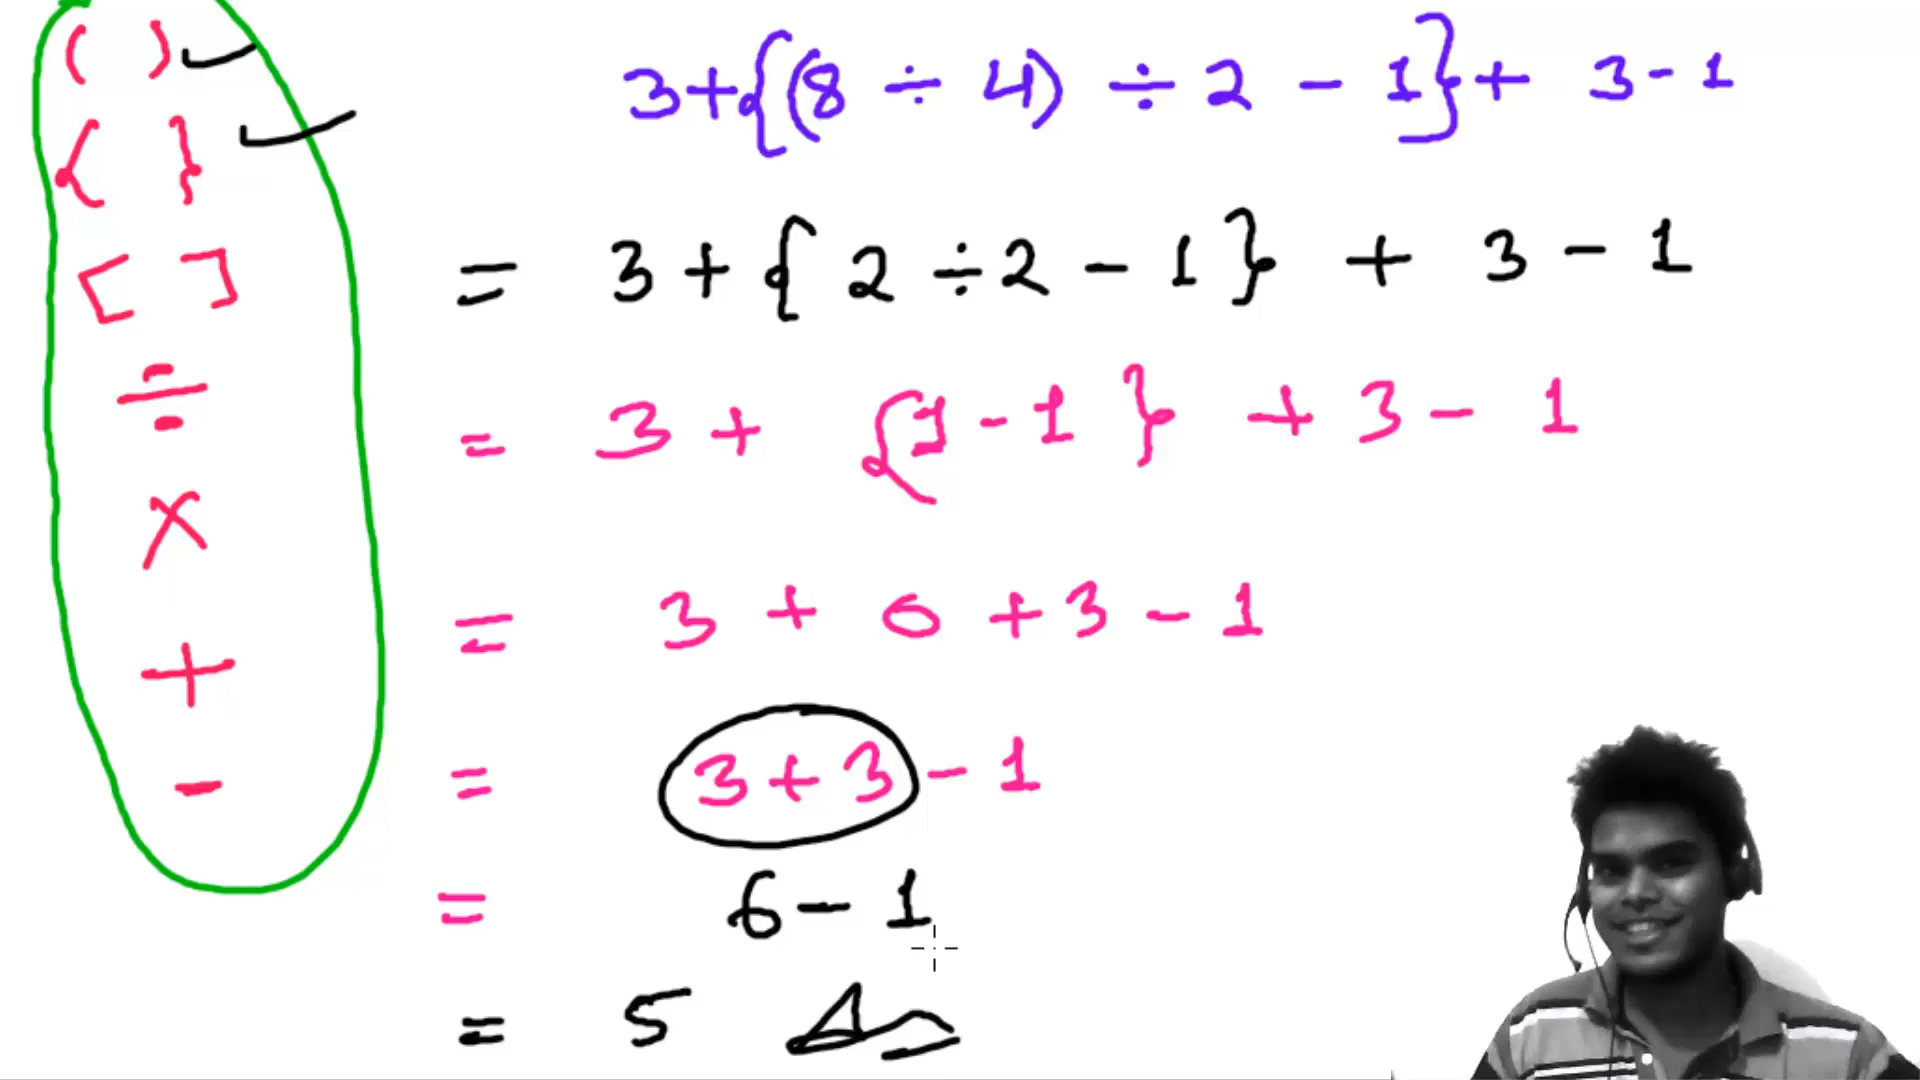 ( )
{ }
[ ]
÷
×
+
-
3+{(8 ÷ 4) ÷ 2 - 1}+ 3-1
= 3+{ 2 ÷2 - 1} + 3 - 1
= 3 + {1-1} + 3 - 1
= 3 + 0 + 3 - 1
= 3+3 - 1
= 6 - 1
= 5